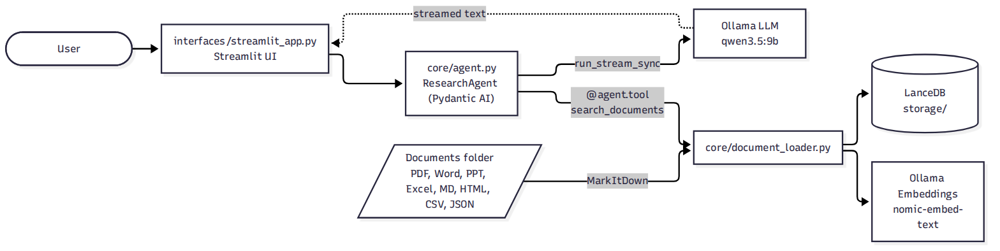 User
interfaces/streamlit_app.py
Streamlit UI
streamed text
core/agent.py
ResearchAgent
(Pydantic AI)
run_stream_sync
@agent.tool
search_documents
Ollama LLM
qwen3.5:9b
Documents folder
PDF, Word, PPT,
Excel, MD, HTML,
CSV, JSON
MarkItDown
core/document_loader.py
LanceDB
storage/
Ollama
Embeddings
nomic-embed-
text